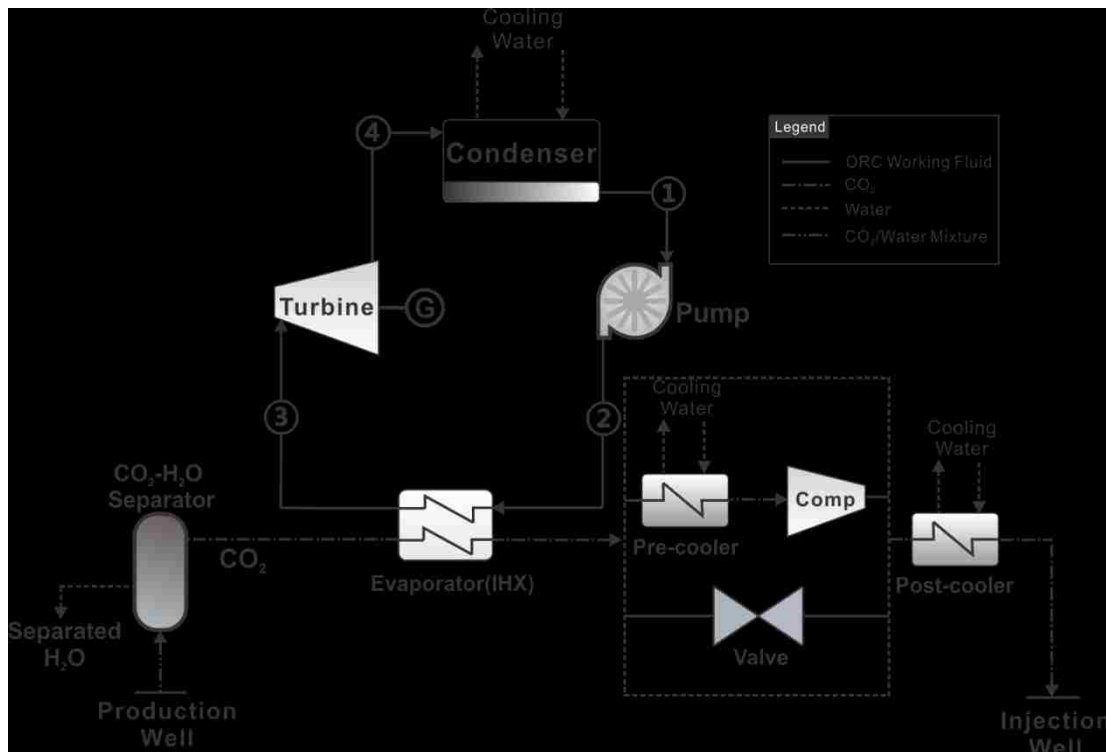 Cooling
Water
④
Condenser
①
Legend
ORC Working Fluid
CO₂
Water
CO₂/Water Mixture
Turbine
G
Pump
③
②
Cooling
Water
Cooling
Water
CO₂-H₂O
Separator
Comp
CO₂
Pre-cooler
Evaporator(IHX)
Post-cooler
Separated
H₂O
Valve
Production
Well
Injection
Well